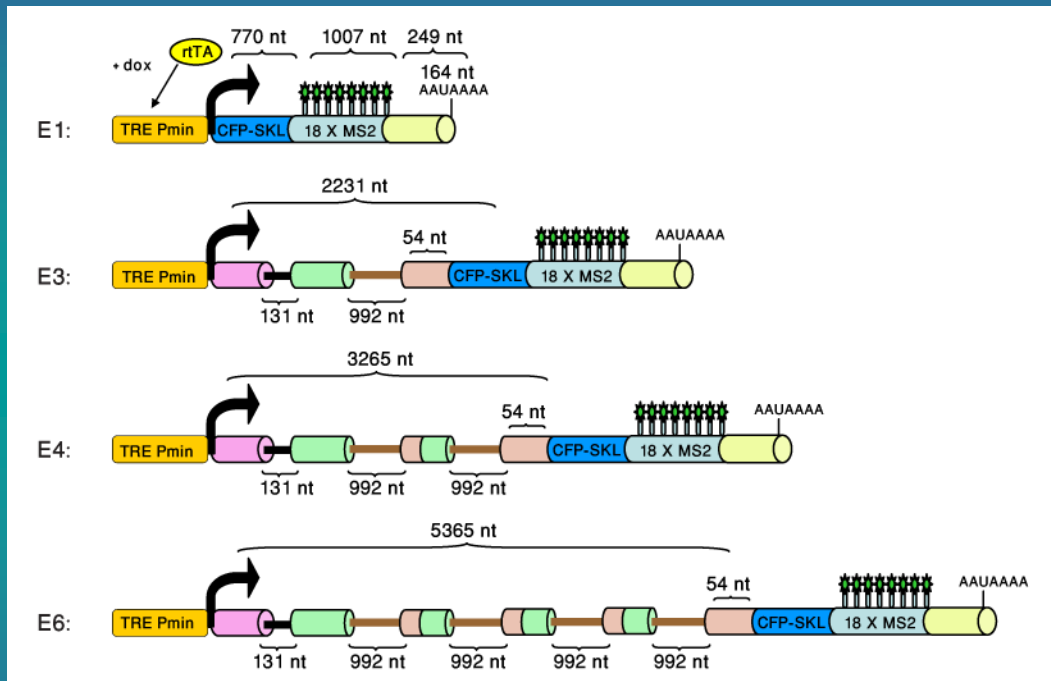 770 nt 1007 nt 249 nt
+ dox rtTA 164 nt
AAUAAAA
E1: TRE Pmin CFP-SKL 18 X MS2
2231 nt
54 nt AAUAAAA
E3: TRE Pmin CFP-SKL 18 X MS2
131 nt 992 nt
3265 nt
54 nt AAUAAAA
E4: TRE Pmin CFP-SKL 18 X MS2
131 nt 992 nt 992 nt
5365 nt
54 nt AAUAAAA
E6: TRE Pmin CFP-SKL 18 X MS2
131 nt 992 nt 992 nt 992 nt 992 nt